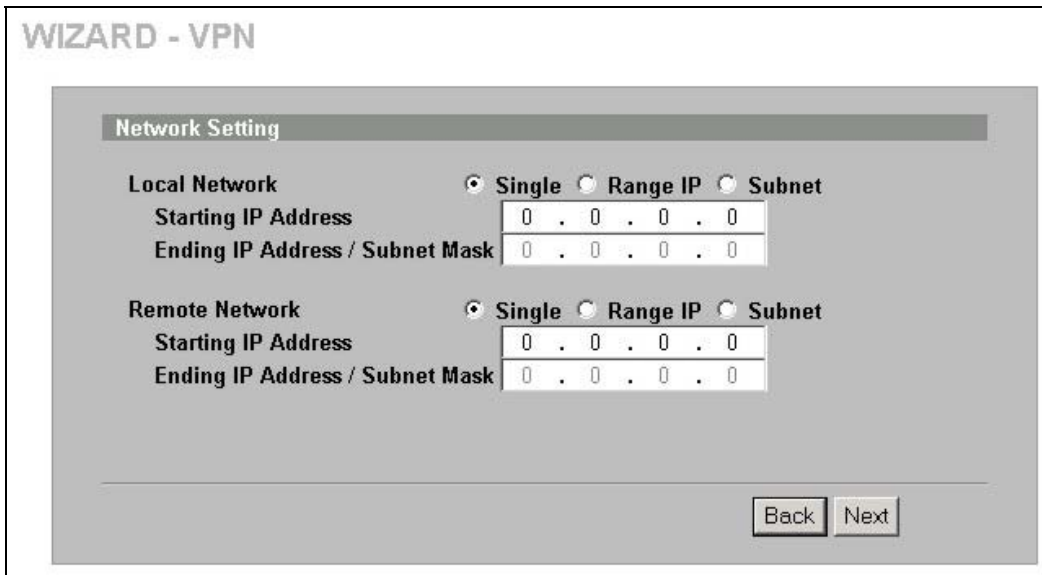 WIZARD - VPN
Network Setting
Local Network Single Range IP Subnet
Starting IP Address 0 . 0 . 0 . 0
Ending IP Address / Subnet Mask 0 . 0 . 0 . 0
Remote Network Single Range IP Subnet
Starting IP Address 0 . 0 . 0 . 0
Ending IP Address / Subnet Mask 0 . 0 . 0 . 0
Back Next